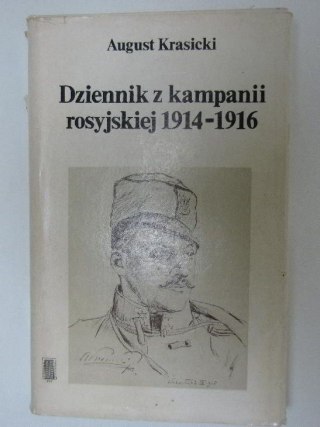 August Krasicki
Dziennik z kampanii
rosyjskiej 1914-1916